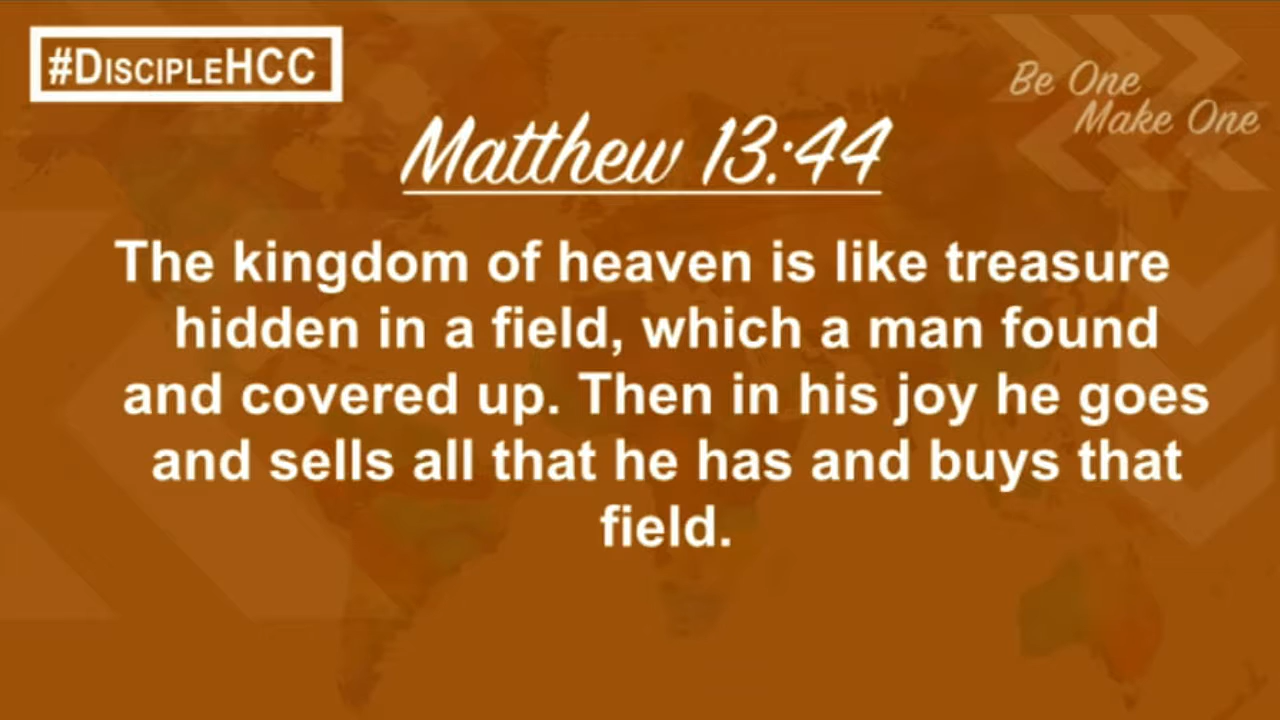 #DISCIPLEHCC
Be One
Make One
Matthew 13:44
The kingdom of heaven is like treasure
hidden in a field, which a man found
and covered up. Then in his joy he goes
and sells all that he has and buys that
field.